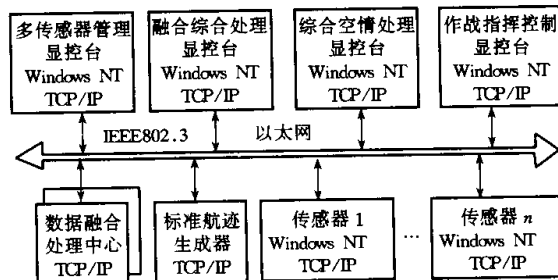 多传感器管理
显控台
Windows NT
TCP/IP
融合综合处理
显控台
Windows NT
TCP/IP
综合空情处理
显控台
Windows NT
TCP/IP
作战指挥控制
显控台
Windows NT
TCP/IP
IEEE802.3 以太网
数据融合
处理中心
TCP/IP
标准航迹
生成器
TCP/IP
传感器 1
Windows NT
TCP/IP
…
传感器 n
Windows NT
TCP/IP